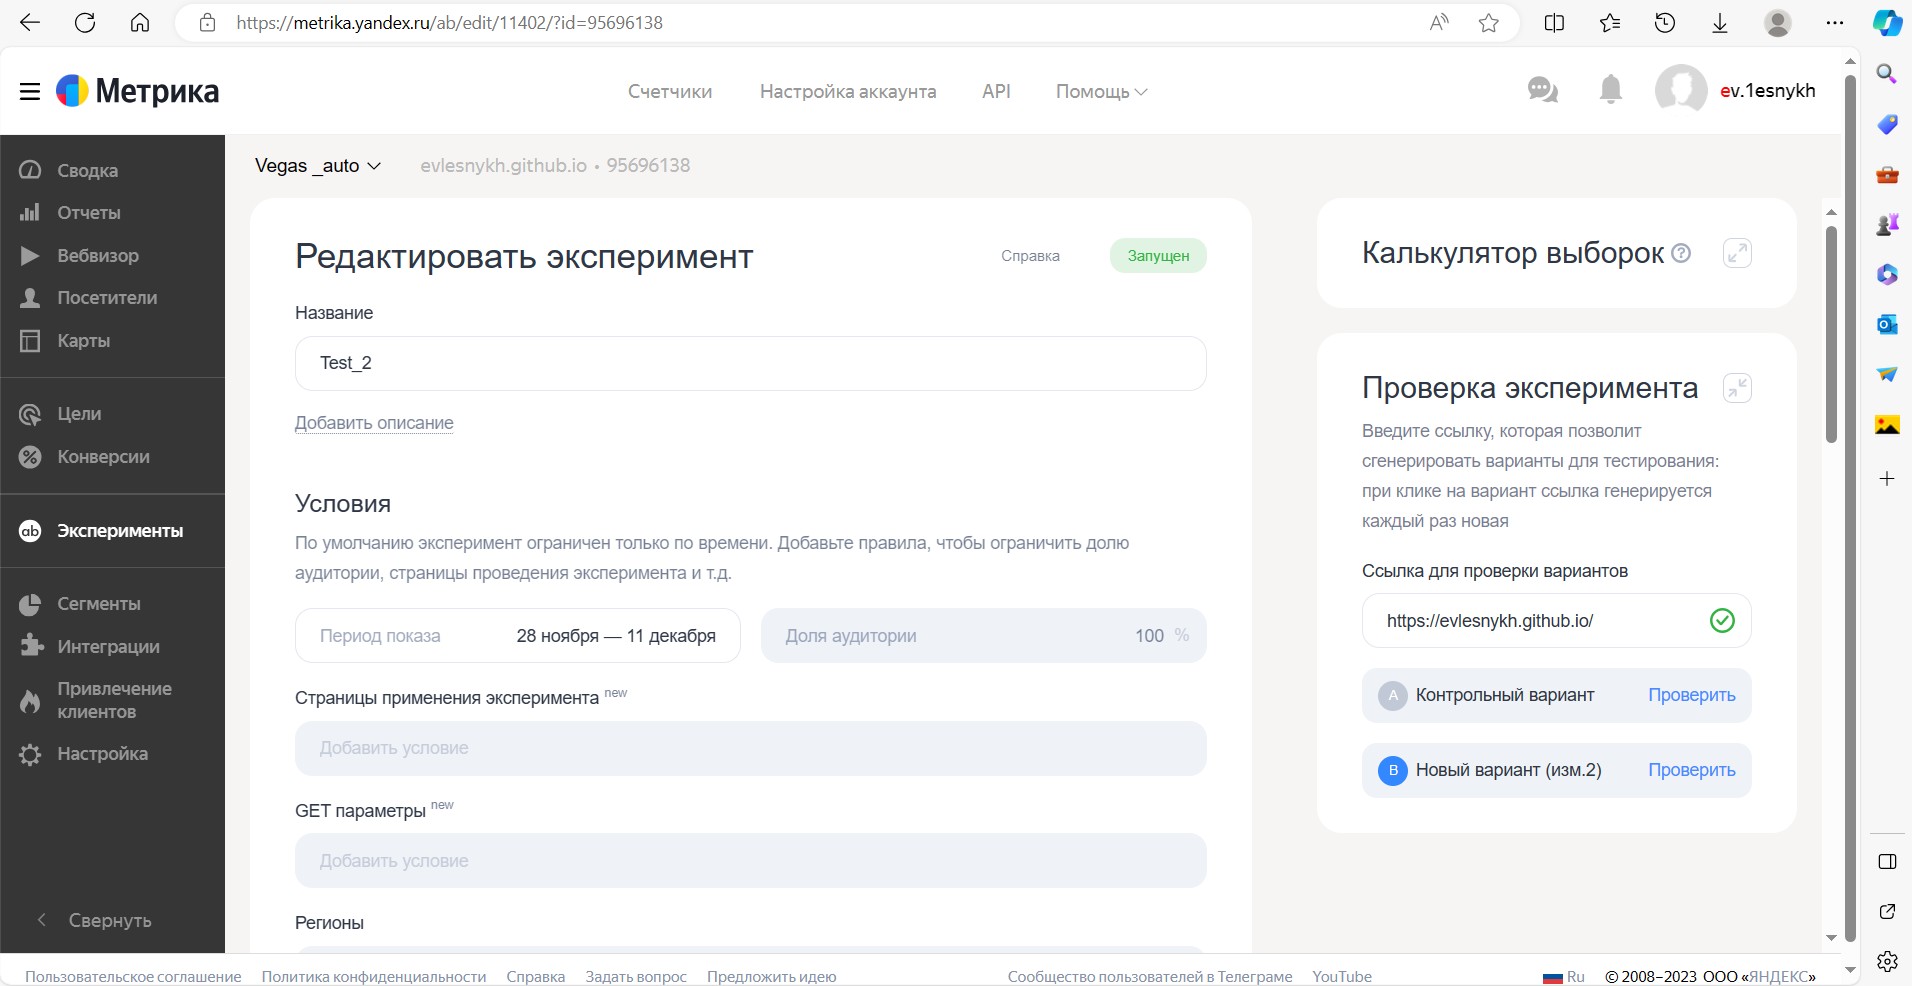 https://metrika.yandex.ru/ab/edit/11402/?id=95696138
Метрика
Счетчики
Настройка аккаунта
API
Помощь
ev.1esnykh
Сводка
Отчеты
Вебвизор
Посетители
Карты
Цели
Конверсии
ab
Эксперименты
Сегменты
Интеграции
Привлечение
клиентов
Настройка
Свернуть
Vegas _auto
evlesnykh.github.io • 95696138
Редактировать эксперимент
Справка
Запущен
Название
Test_2
Добавить описание
Условия
По умолчанию эксперимент ограничен только по времени. Добавьте правила, чтобы ограничить долю
аудитории, страницы проведения эксперимента и т.д.
Период показа 28 ноября — 11 декабря
Доля аудитории 100 %
Страницы применения эксперимента new
Добавить условие
GET параметры new
Добавить условие
Регионы
Калькулятор выборок ?
Проверка эксперимента
Введите ссылку, которая позволит
сгенерировать варианты для тестирования:
при клике на вариант ссылка генерируется
каждый раз новая
Ссылка для проверки вариантов
https://evlesnykh.github.io/
A Контрольный вариант Проверить
B Новый вариант (изм.2) Проверить
Пользовательское соглашение Политика конфиденциальности Справка Задать вопрос Предложить идею Сообщество пользователей в Телеграме YouTube Ru © 2008–2023 ООО «ЯНДЕКС»